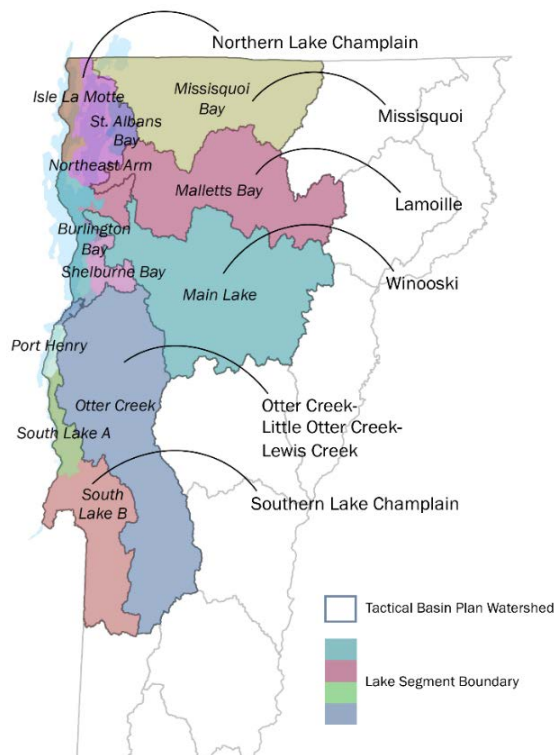 Northern Lake Champlain
Isle La Motte
Missisquoi
Bay
St. Albans
Bay
Missisquoi
Northeast Arm
Malletts Bay
Lamoille
Burlington
Bay
Shelburne Bay
Winooski
Main Lake
Port Henry
Otter Creek
Otter Creek-
Little Otter Creek-
Lewis Creek
South Lake A
South
Lake B
Southern Lake Champlain
Tactical Basin Plan Watershed
Lake Segment Boundary